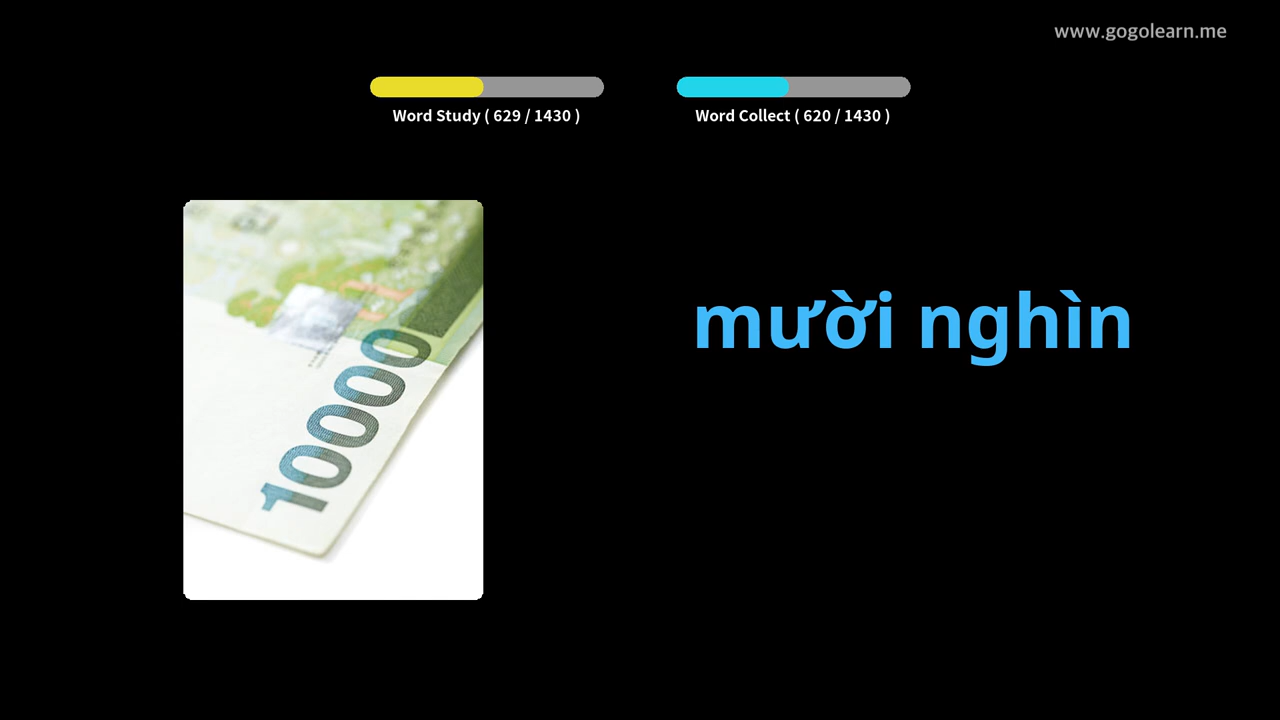 www.gogolearn.me
Word Study ( 629 / 1430 )
Word Collect ( 620 / 1430 )
10000
mười nghìn